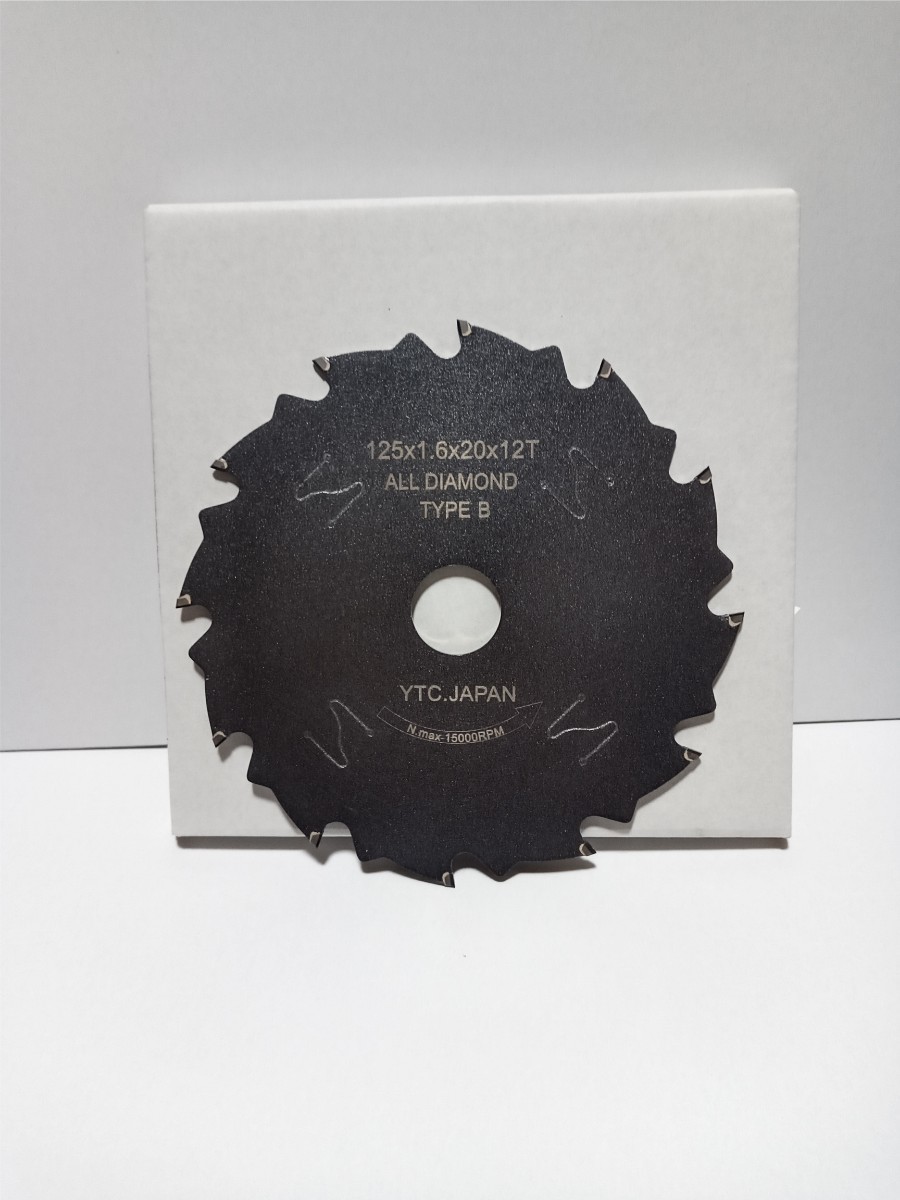 125x1.6x20x12T
ALL DIAMOND
TYPE B
YTC.JAPAN
N.max-15000RPM